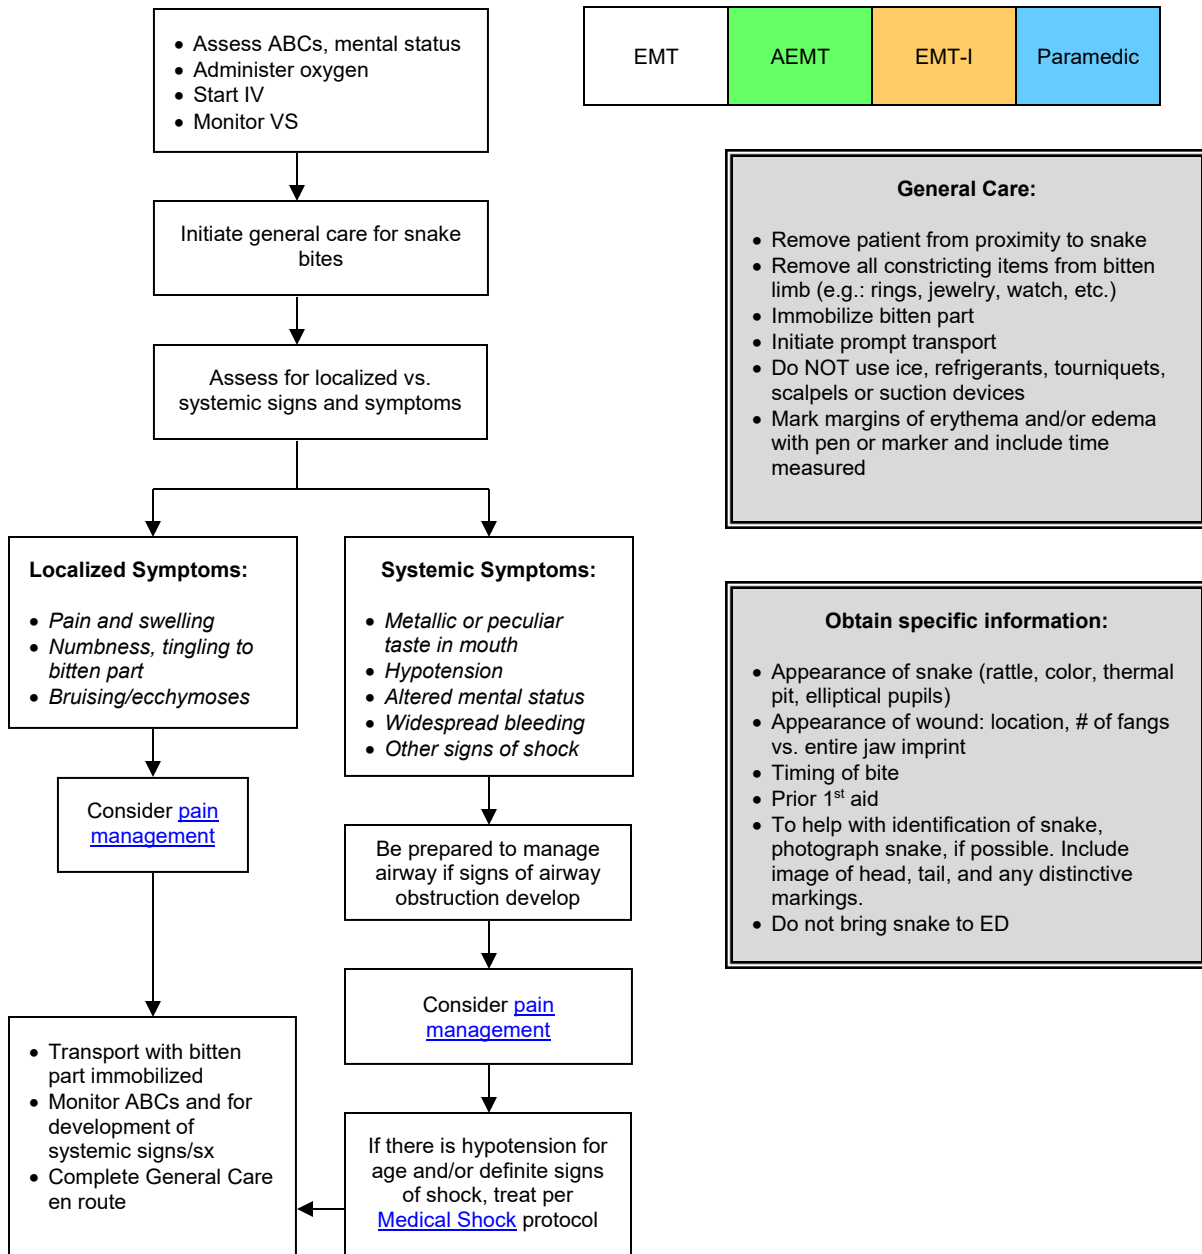 • Assess ABCs, mental status
• Administer oxygen
• Start IV
• Monitor VS
EMT
AEMT
EMT-I
Paramedic
Initiate general care for snake
bites
Assess for localized vs.
systemic signs and symptoms
General Care:
• Remove patient from proximity to snake
• Remove all constricting items from bitten
limb (e.g.: rings, jewelry, watch, etc.)
• Immobilize bitten part
• Initiate prompt transport
• Do NOT use ice, refrigerants, tourniquets,
scalpels or suction devices
• Mark margins of erythema and/or edema
with pen or marker and include time
measured
Localized Symptoms:
• Pain and swelling
• Numbness, tingling to
bitten part
• Bruising/ecchymoses
Systemic Symptoms:
• Metallic or peculiar
taste in mouth
• Hypotension
• Altered mental status
• Widespread bleeding
• Other signs of shock
Obtain specific information:
• Appearance of snake (rattle, color, thermal
pit, elliptical pupils)
• Appearance of wound: location, # of fangs
vs. entire jaw imprint
• Timing of bite
• Prior 1st aid
• To help with identification of snake,
photograph snake, if possible. Include
image of head, tail, and any distinctive
markings.
• Do not bring snake to ED
Consider pain
management
Be prepared to manage
airway if signs of airway
obstruction develop
Consider pain
management
• Transport with bitten
part immobilized
• Monitor ABCs and for
development of
systemic signs/sx
• Complete General Care
en route
If there is hypotension for
age and/or definite signs
of shock, treat per
Medical Shock protocol